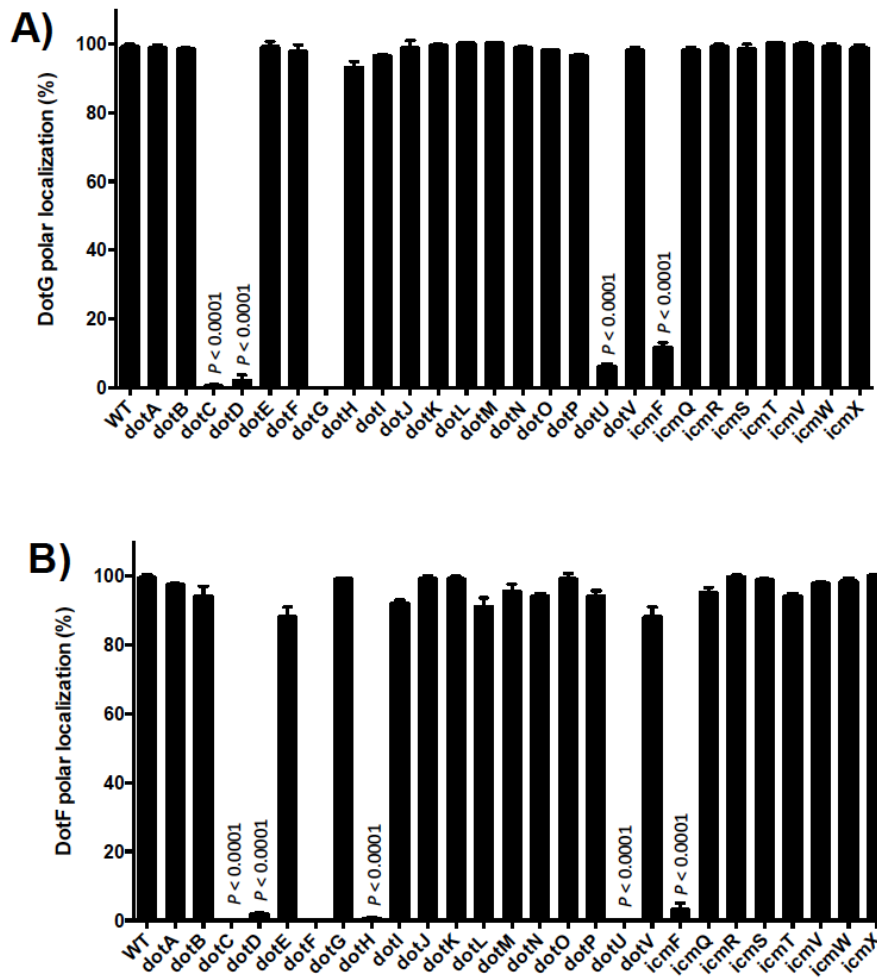 A)
DotG polar localization (%)
100
80
60
40
20
0
P < 0.0001
P < 0.0001
P < 0.0001
P < 0.0001
WT dotA dotB dotC dotD dotE dotF dotG dotH dotI dotJ dotK dotL dotM dotN dotO dotP dotU dotV icmF icmQ icmR icmS icmT icmV icmW icmX
B)
DotF polar localization (%)
100
80
60
40
20
0
P < 0.0001
P < 0.0001
P < 0.0001
P < 0.0001
P < 0.0001
WT dotA dotB dotC dotD dotE dotF dotG dotH dotI dotJ dotK dotL dotM dotN dotO dotP dotU dotV icmF icmQ icmR icmS icmT icmV icmW icmX